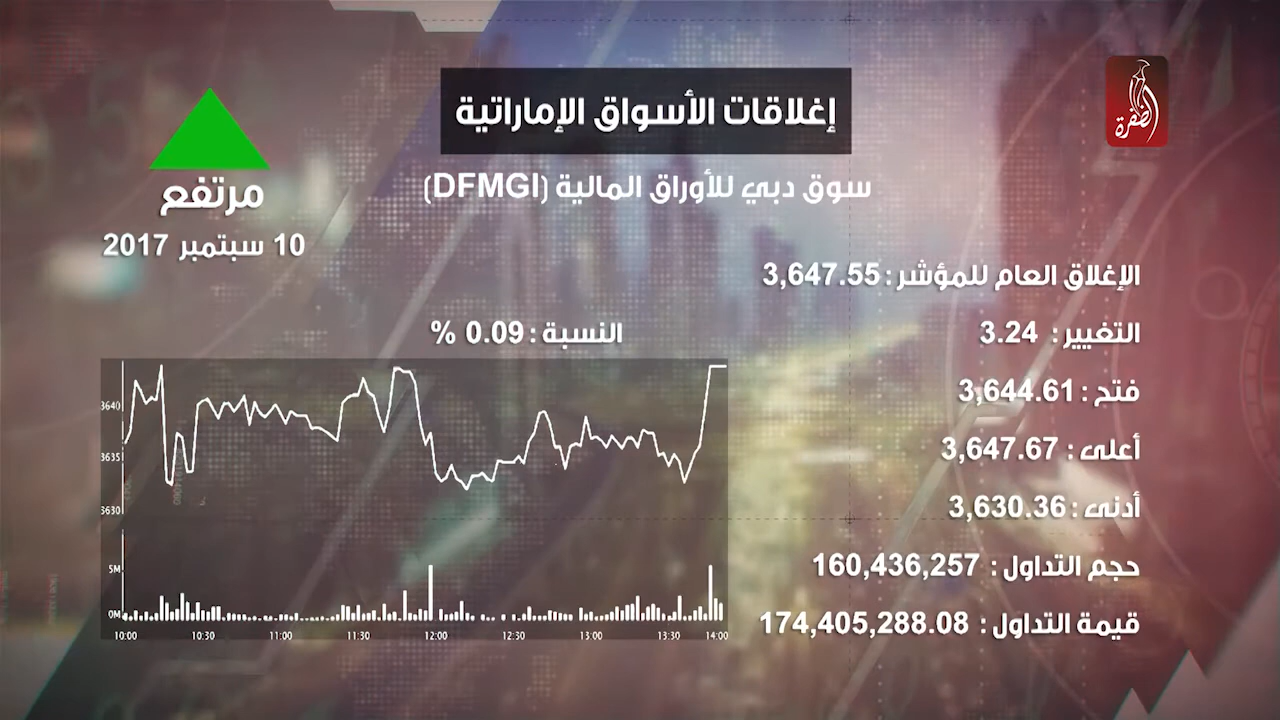 إغلاقات الأسواق الإماراتية
الظفرة
سوق دبي للأوراق المالية (DFMGI)
مرتفع
10 سبتمبر 2017
الإغلاق العام للمؤشر : 3,647.55
التغيير : 3.24
النسبة : 0.09 %
فتح : 3,644.61
أعلى : 3,647.67
أدنى : 3,630.36
حجم التداول : 160,436,257
قيمة التداول : 174,405,288.08
3640
3635
3630
5M
0M
10:00 10:30 11:00 11:30 12:00 12:30 13:00 13:30 14:00